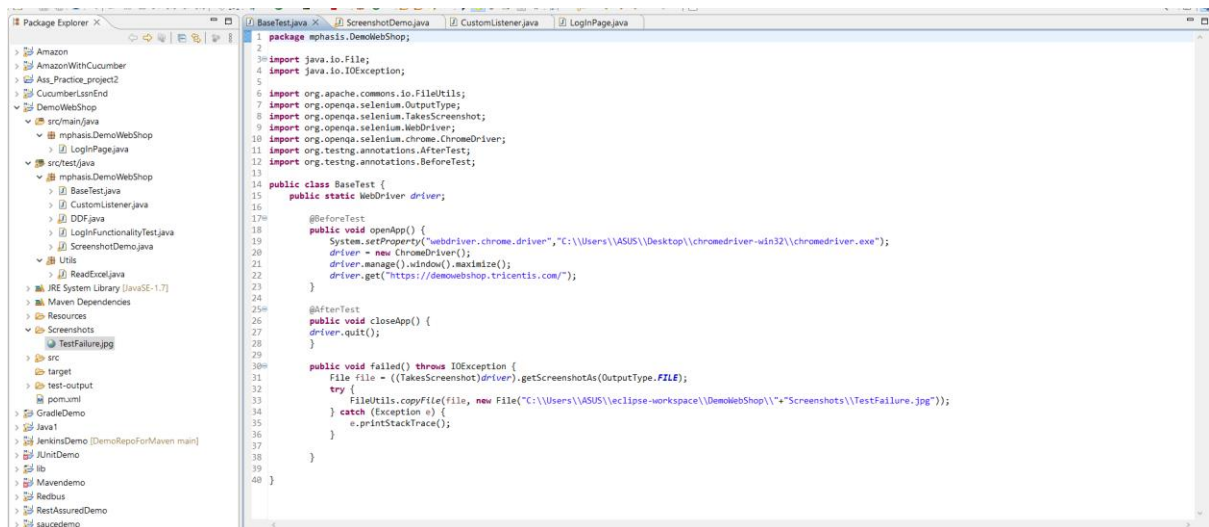 Package Explorer
Amazon
AmazonWithCucumber
Ass_Practice_project2
CucumberLssnEnd
DemoWebShop
src/main/java
mphasis.DemoWebShop
LogInPage.java
src/test/java
mphasis.DemoWebShop
BaseTest.java
CustomListener.java
DDF.java
LogInFunctionalityTest.java
ScreenshotDemo.java
Utils
ReadExcel.java
JRE System Library [JavaSE-1.7]
Maven Dependencies
Resources
Screenshots
TestFailure.jpg
src
target
test-output
pom.xml
GradleDemo
Java1
JenkinsDemo [DemoRepoForMaven main]
JUnitDemo
lib
Mavendemo
Redbus
RestAssuredDemo
saucedemo
BaseTest.java ScreenshotDemo.java CustomListener.java LogInPage.java
1 package mphasis.DemoWebShop;
2
3 import java.io.File;
4 import java.io.IOException;
5
6 import org.apache.commons.io.FileUtils;
7 import org.openqa.selenium.OutputType;
8 import org.openqa.selenium.TakesScreenshot;
9 import org.openqa.selenium.WebDriver;
10 import org.openqa.selenium.chrome.ChromeDriver;
11 import org.testng.annotations.AfterTest;
12 import org.testng.annotations.BeforeTest;
13
14 public class BaseTest {
15 public static WebDriver driver;
16
17 @BeforeTest
18 public void openApp() {
19 System.setProperty("webdriver.chrome.driver","C:\\Users\\ASUS\\Desktop\\chromedriver-win32\\chromedriver.exe");
20 driver = new ChromeDriver();
21 driver.manage().window().maximize();
22 driver.get("https://demowebshop.tricentis.com/");
23 }
24
25 @AfterTest
26 public void closeApp() {
27 driver.quit();
28 }
29
30 public void failed() throws IOException {
31 File file = ((TakesScreenshot)driver).getScreenshotAs(OutputType.FILE);
32 try {
33 FileUtils.copyFile(file, new File("C:\\Users\\ASUS\\eclipse-workspace\\DemoWebShop\\"+"Screenshots\\TestFailure.jpg"));
34 } catch (Exception e) {
35 e.printStackTrace();
36 }
37
38 }
39
40 }